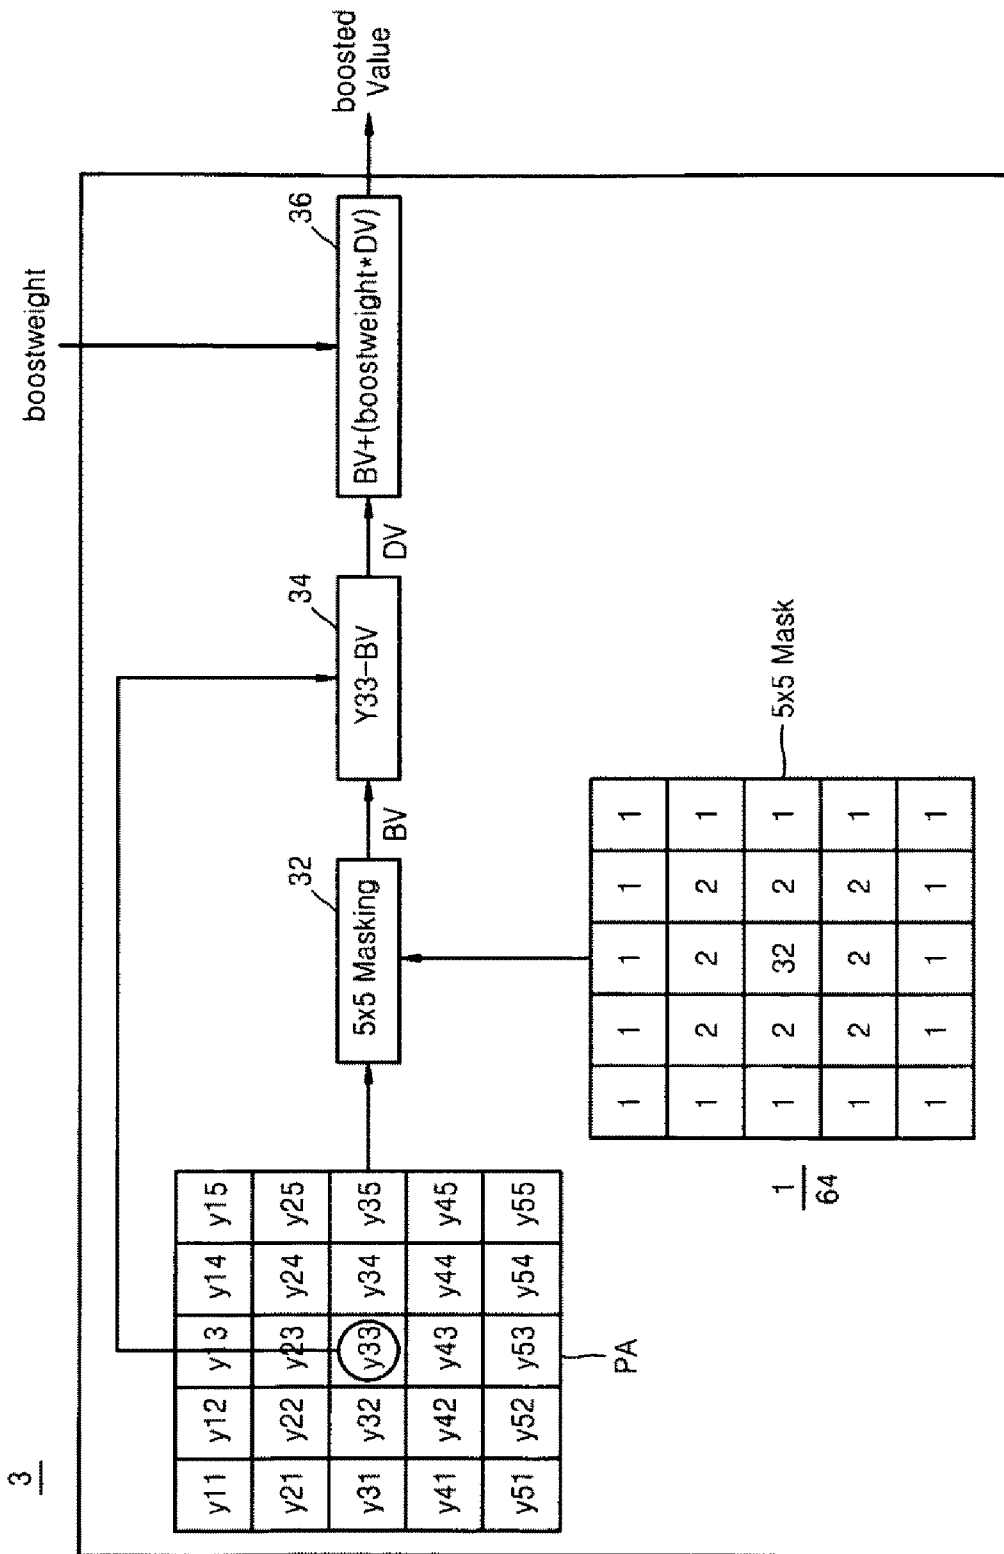 3
boostweight
y11 y12 y13 y14 y15
y21 y22 y23 y24 y25
y31 y32 y33 y34 y35
y41 y42 y43 y44 y45
y51 y52 y53 y54 y55
PA
32
5x5 Masking
BV
34
Y33-BV
DV
36
BV+(boostweight*DV)
boosted
Value
1
64
1 1 1 1 1
1 2 2 2 1
1 2 32 2 1
1 2 2 2 1
1 1 1 1 1
5x5 Mask